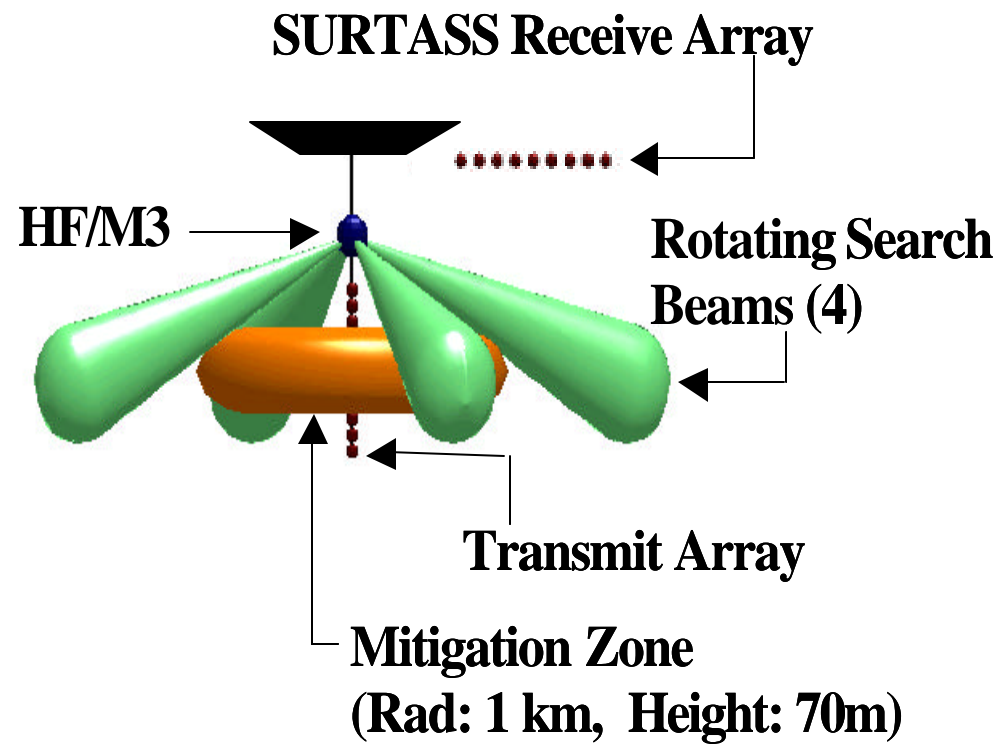 SURTASS Receive Array
HF/M3
Rotating Search
Beams (4)
Transmit Array
Mitigation Zone
(Rad: 1 km, Height: 70m)